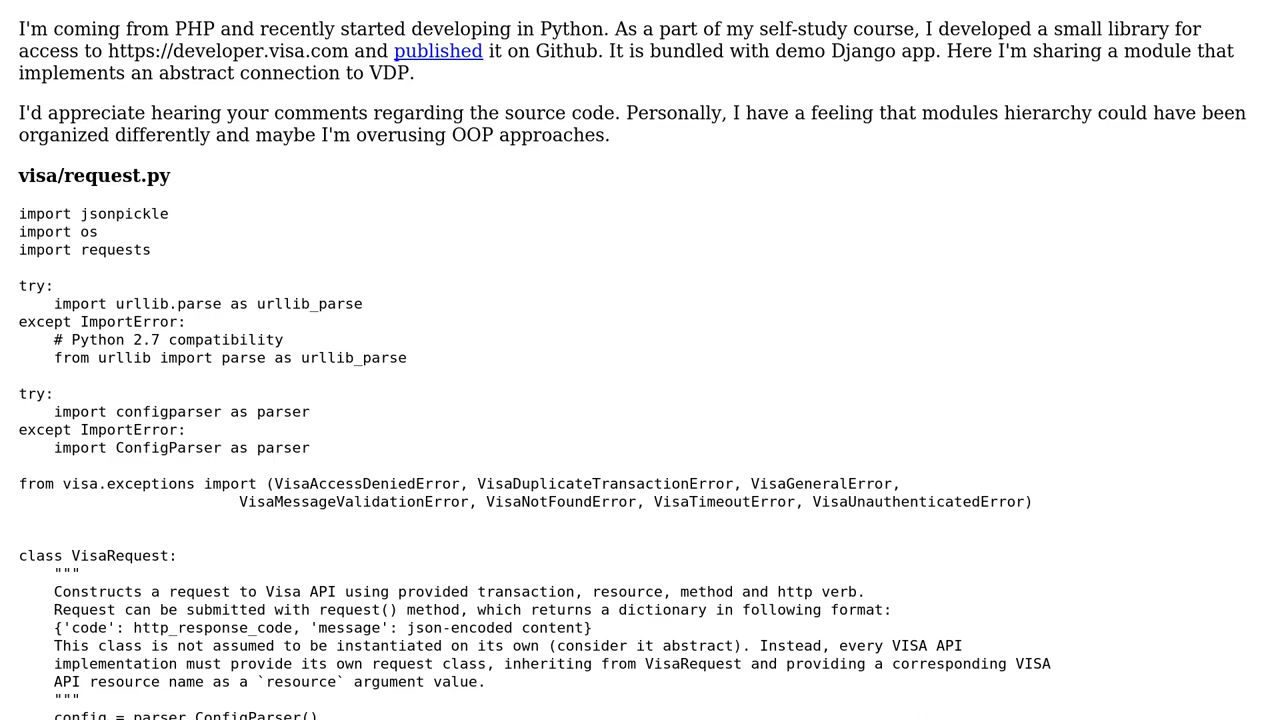 I'm coming from PHP and recently started developing in Python. As a part of my self-study course, I developed a small library for
access to https://developer.visa.com and published it on Github. It is bundled with demo Django app. Here I'm sharing a module that
implements an abstract connection to VDP.
I'd appreciate hearing your comments regarding the source code. Personally, I have a feeling that modules hierarchy could have been
organized differently and maybe I'm overusing OOP approaches.
visa/request.py
import jsonpickle
import os
import requests
try:
    import urllib.parse as urllib_parse
except ImportError:
    # Python 2.7 compatibility
    from urllib import parse as urllib_parse
try:
    import configparser as parser
except ImportError:
    import ConfigParser as parser
from visa.exceptions import (VisaAccessDeniedError, VisaDuplicateTransactionError, VisaGeneralError,
                         VisaMessageValidationError, VisaNotFoundError, VisaTimeoutError, VisaUnauthenticatedError)
class VisaRequest:
    """
    Constructs a request to Visa API using provided transaction, resource, method and http verb.
    Request can be submitted with request() method, which returns a dictionary in following format:
    {'code': http_response_code, 'message': json-encoded content}
    This class is not assumed to be instantiated on its own (consider it abstract). Instead, every VISA API
    implementation must provide its own request class, inheriting from VisaRequest and providing a corresponding VISA
    API resource name as a `resource` argument value.
    """
    config = parser.ConfigParser()